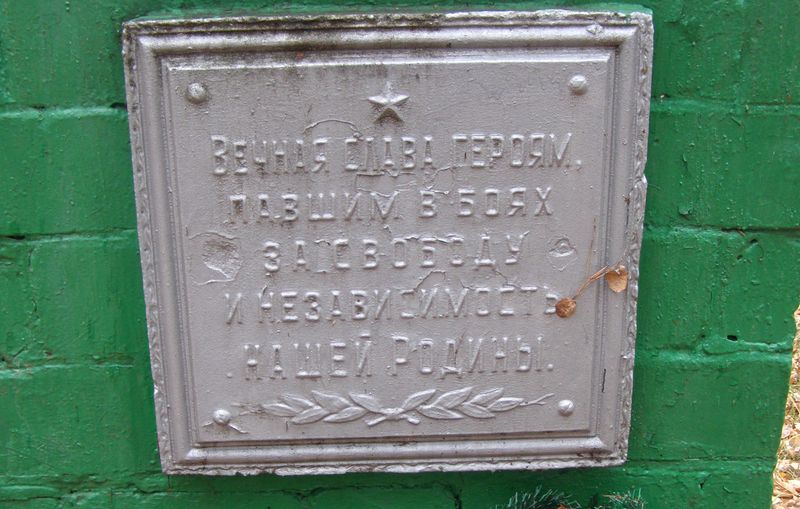 Вечная слава героям,
павшим в боях
за свободу
и независимость
нашей Родины.